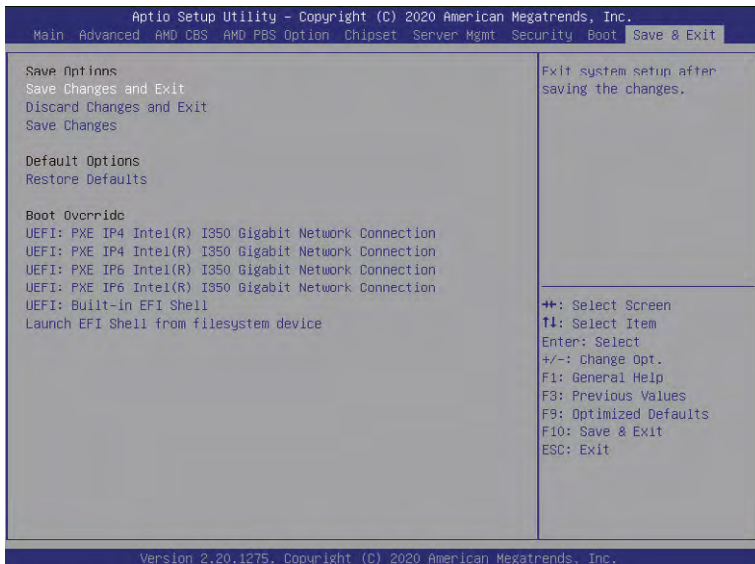 Aptio Setup Utility – Copyright (C) 2020 American Megatrends, Inc.
Main Advanced AMD CBS AMD PBS Option Chipset Server Mgmt Security Boot Save & Exit
Save Options
Save Changes and Exit
Discard Changes and Exit
Save Changes
Default Options
Restore Defaults
Boot Override
UEFI: PXE IP4 Intel(R) I350 Gigabit Network Connection
UEFI: PXE IP4 Intel(R) I350 Gigabit Network Connection
UEFI: PXE IP6 Intel(R) I350 Gigabit Network Connection
UEFI: PXE IP6 Intel(R) I350 Gigabit Network Connection
UEFI: Built-in EFI Shell
Launch EFI Shell from filesystem device
Exit system setup after
saving the changes.
→←: Select Screen
↑↓: Select Item
Enter: Select
+/-: Change Opt.
F1: General Help
F3: Previous Values
F9: Optimized Defaults
F10: Save & Exit
ESC: Exit
Version 2.20.1275. Copyright (C) 2020 American Megatrends, Inc.